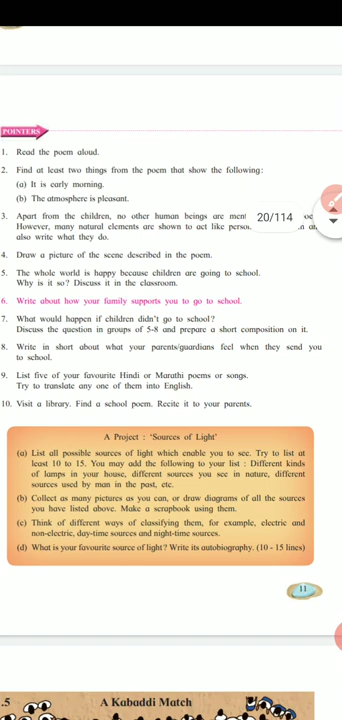 POINTERS
1. Read the poem aloud.
2. Find at least two things from the poem that show the following:
(a) It is early morning.
(b) The atmosphere is pleasant.
3. Apart from the children, no other human beings are
20/114
However, many natural elements are shown to act like
also write what they do.
4. Draw a picture of the scene described in the poem.
5. The whole world is happy because children are going to school.
Why is it so? Discuss it in the classroom.
6. Write about how your family supports you to go to school.
7. What would happen if children didn't go to school?
Discuss the question in groups of 5-8 and prepare a short composition on it.
8. Write in short about what your parents/guardians feel when they send you
to school.
9. List five of your favourite Hindi or Marathi poems or songs.
Try to translate any one of them into English.
10. Visit a library. Find a school poem. Recite it to your parents.
A Project : 'Sources of Light'
(a) List all possible sources of light which enable you to see. Try to list at
least 10 to 15. You may add the following to your list : Different kinds
of lamps in your house, different sources you see in nature, different
sources used by man in the past, etc.
(b) Collect as many pictures as you can, or draw diagrams of all the sources
you have listed above. Make a scrapbook using them.
(c) Think of different ways of classifying them, for example, electric and
non-electric, day-time sources and night-time sources.
(d) What is your favourite source of light? Write its autobiography. (10 - 15 lines)
11
.5 A Kabaddi Match